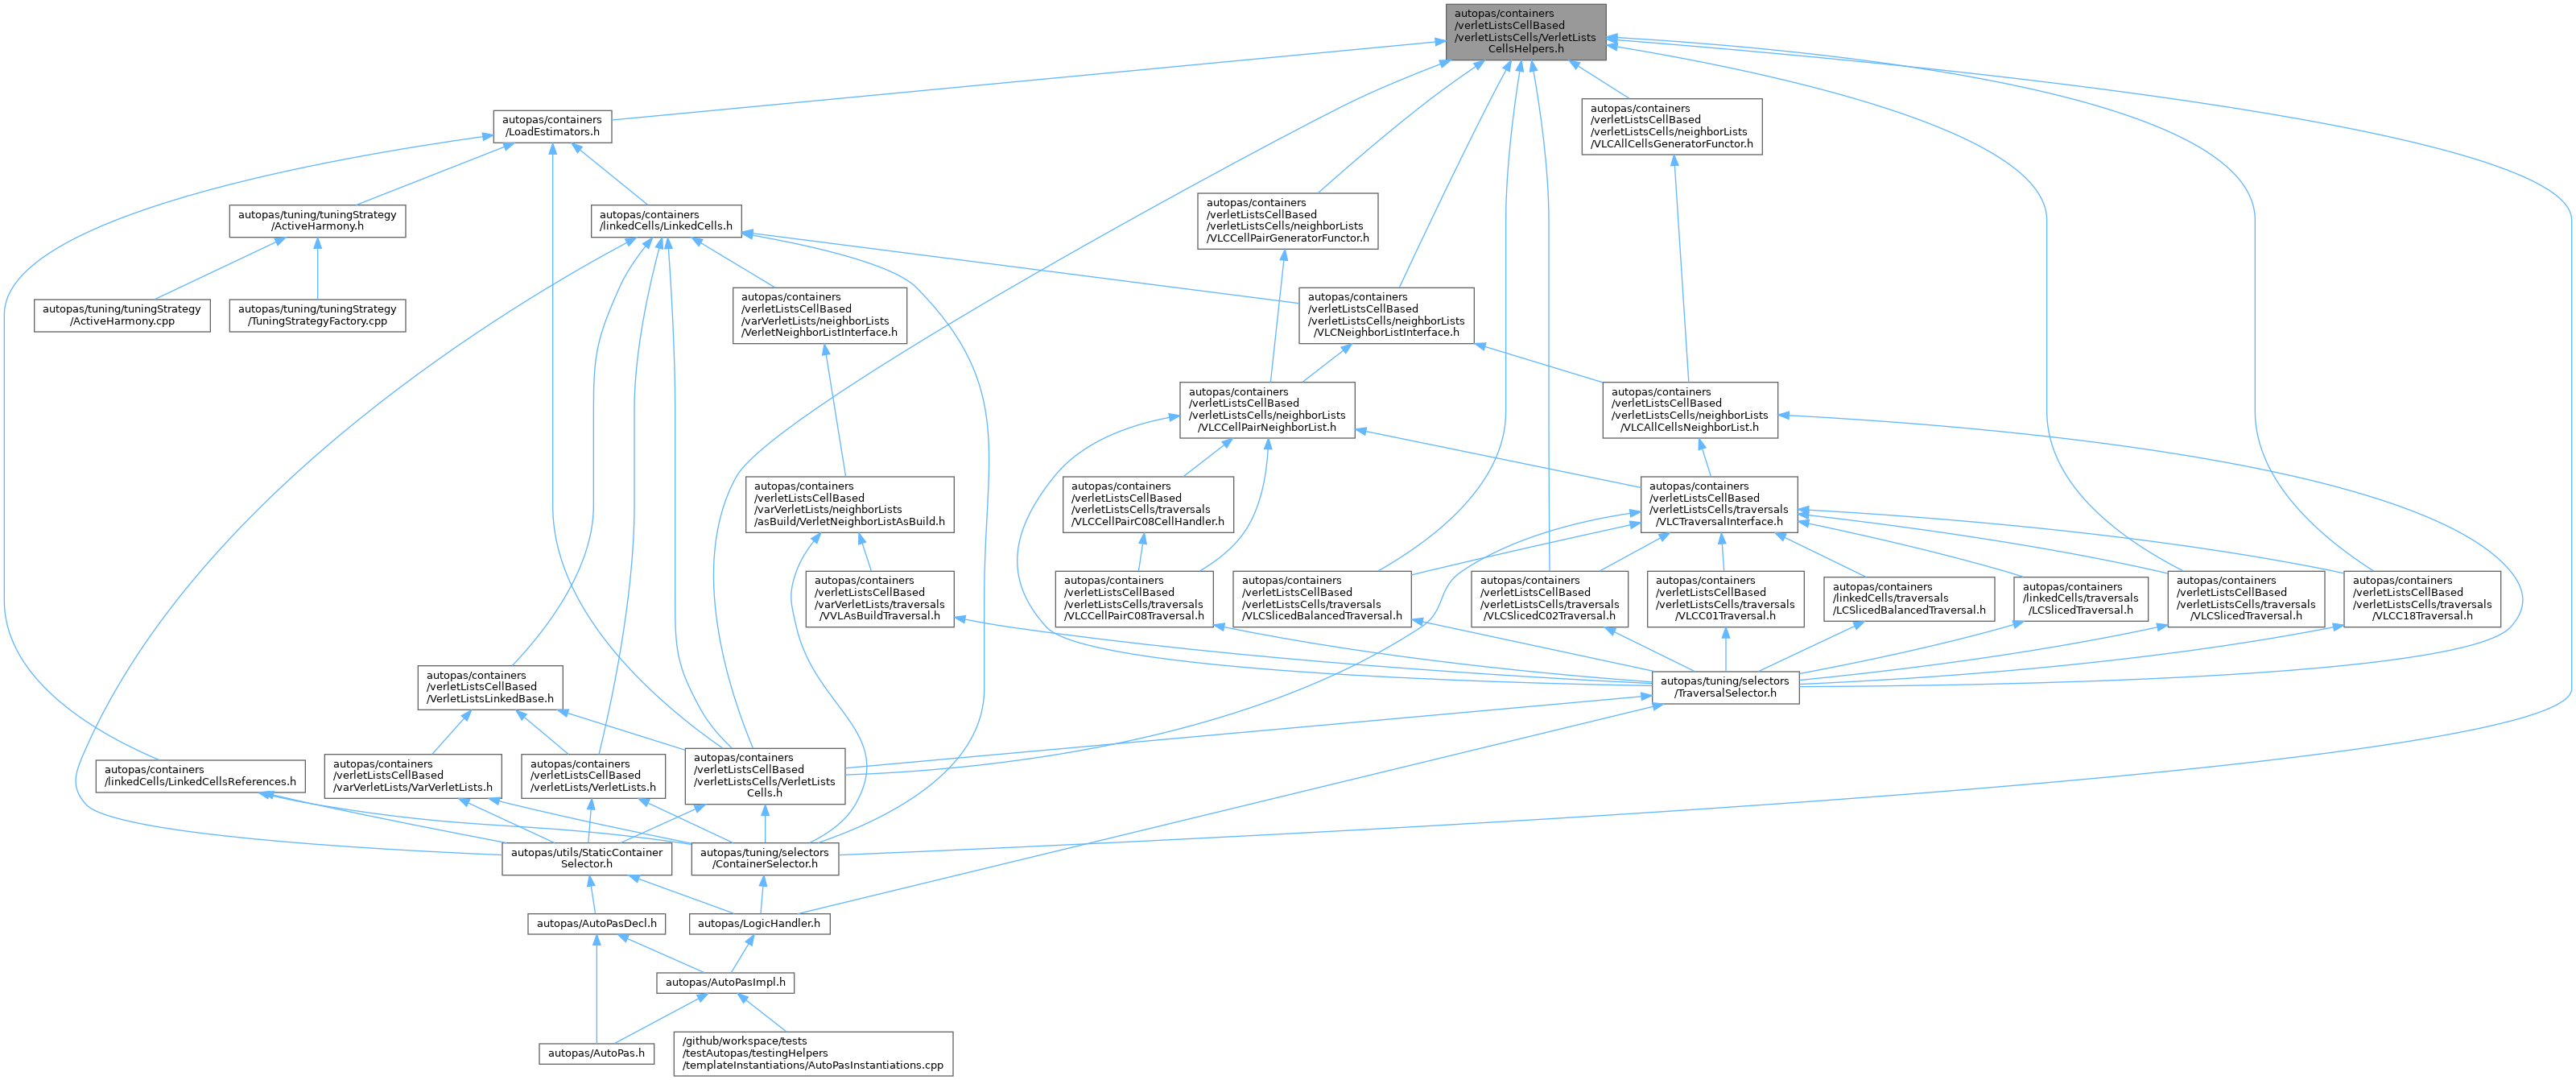 autopas/containers
/verletListsCellBased
/verletListsCells/VerletLists
CellsHelpers.h
autopas/containers
/LoadEstimators.h
autopas/containers
/verletListsCellBased
/verletListsCells/neighborLists
/VLCAllCellsGeneratorFunctor.h
autopas/tuning/tuningStrategy
/ActiveHarmony.h
autopas/containers
/linkedCells/LinkedCells.h
autopas/containers
/verletListsCellBased
/verletListsCells/neighborLists
/VLCCellPairGeneratorFunctor.h
autopas/tuning/tuningStrategy
/ActiveHarmony.cpp
autopas/tuning/tuningStrategy
/TuningStrategyFactory.cpp
autopas/containers
/verletListsCellBased
/varVerletLists/neighborLists
/VerletNeighborListInterface.h
autopas/containers
/verletListsCellBased
/verletListsCells/neighborLists
/VLCNeighborListInterface.h
autopas/containers
/verletListsCellBased
/verletListsCells/neighborLists
/VLCCellPairNeighborList.h
autopas/containers
/verletListsCellBased
/verletListsCells/neighborLists
/VLCAllCellsNeighborList.h
autopas/containers
/verletListsCellBased
/varVerletLists/neighborLists
/asBuild/VerletNeighborListAsBuild.h
autopas/containers
/verletListsCellBased
/verletListsCells/traversals
/VLCCellPairC08CellHandler.h
autopas/containers
/verletListsCellBased
/verletListsCells/traversals
/VLCTraversalInterface.h
autopas/containers
/verletListsCellBased
/varVerletLists/traversals
/VVLAsBuildTraversal.h
autopas/containers
/verletListsCellBased
/verletListsCells/traversals
/VLCCellPairC08Traversal.h
autopas/containers
/verletListsCellBased
/verletListsCells/traversals
/VLCSlicedBalancedTraversal.h
autopas/containers
/verletListsCellBased
/verletListsCells/traversals
/VLCSlicedC02Traversal.h
autopas/containers
/verletListsCellBased
/verletListsCells/traversals
/VLCC01Traversal.h
autopas/containers
/linkedCells/traversals
/LCSlicedBalancedTraversal.h
autopas/containers
/linkedCells/traversals
/LCSlicedTraversal.h
autopas/containers
/verletListsCellBased
/verletListsCells/traversals
/VLCSlicedTraversal.h
autopas/containers
/verletListsCellBased
/verletListsCells/traversals
/VLCC18Traversal.h
autopas/containers
/verletListsCellBased
/VerletListsLinkedBase.h
autopas/tuning/selectors
/TraversalSelector.h
autopas/containers
/linkedCells/LinkedCellsReferences.h
autopas/containers
/verletListsCellBased
/varVerletLists/VarVerletLists.h
autopas/containers
/verletListsCellBased
/verletLists/VerletLists.h
autopas/containers
/verletListsCellBased
/verletListsCells/VerletLists
Cells.h
autopas/utils/StaticContainer
Selector.h
autopas/tuning/selectors
/ContainerSelector.h
autopas/AutoPasDecl.h
autopas/LogicHandler.h
autopas/AutoPasImpl.h
autopas/AutoPas.h
/github/workspace/tests
/testAutopas/testingHelpers
/templateInstantiations/AutoPasInstantiations.cpp